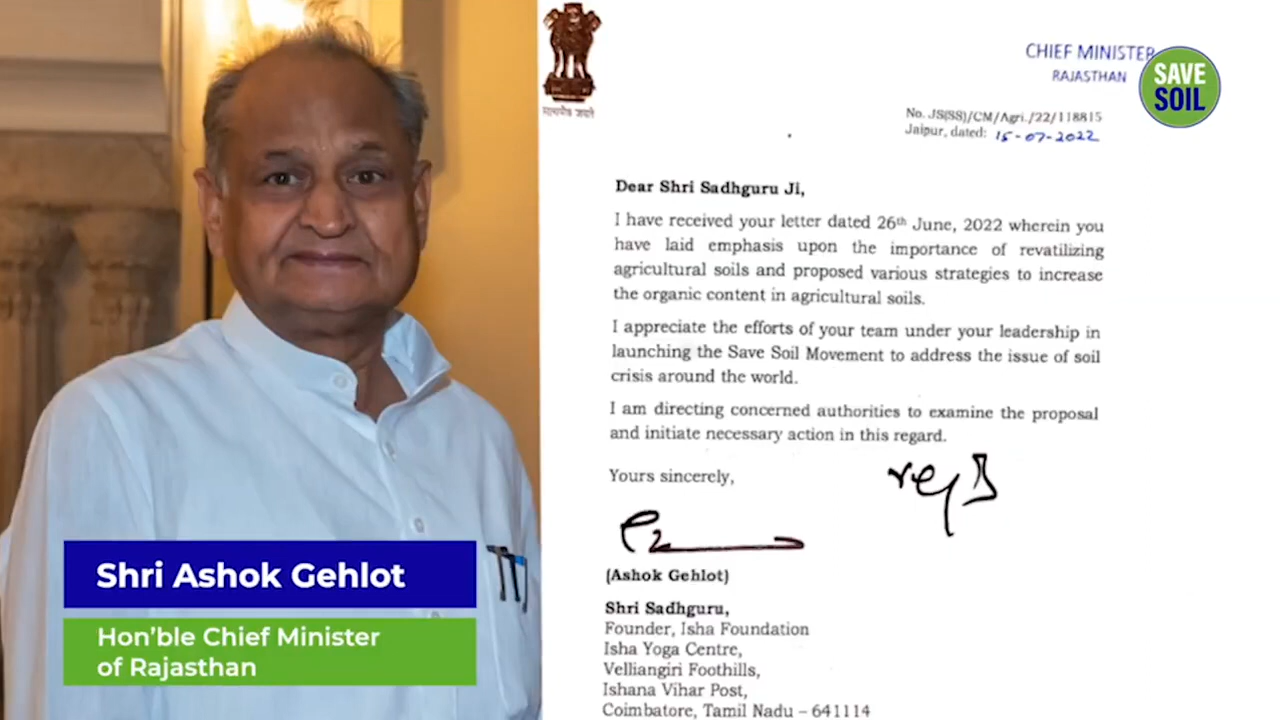 CHIEF MINISTER
RAJASTHAN
SAVE
SOIL
सत्यमेव जयते
No. JS(SS)/CM/Agri./22/118815
Jaipur, dated: 15-07-2022
Dear Shri Sadhguru Ji,
I have received your letter dated 26th June, 2022 wherein you
have laid emphasis upon the importance of revatilizing
agricultural soils and proposed various strategies to increase
the organic content in agricultural soils.
I appreciate the efforts of your team under your leadership in
launching the Save Soil Movement to address the issue of soil
crisis around the world.
I am directing concerned authorities to examine the proposal
and initiate necessary action in this regard.
Yours sincerely,
(Ashok Gehlot)
Shri Sadhguru,
Founder, Isha Foundation
Isha Yoga Centre,
Velliangiri Foothills,
Ishana Vihar Post,
Coimbatore, Tamil Nadu – 641114
Shri Ashok Gehlot
Hon’ble Chief Minister
of Rajasthan